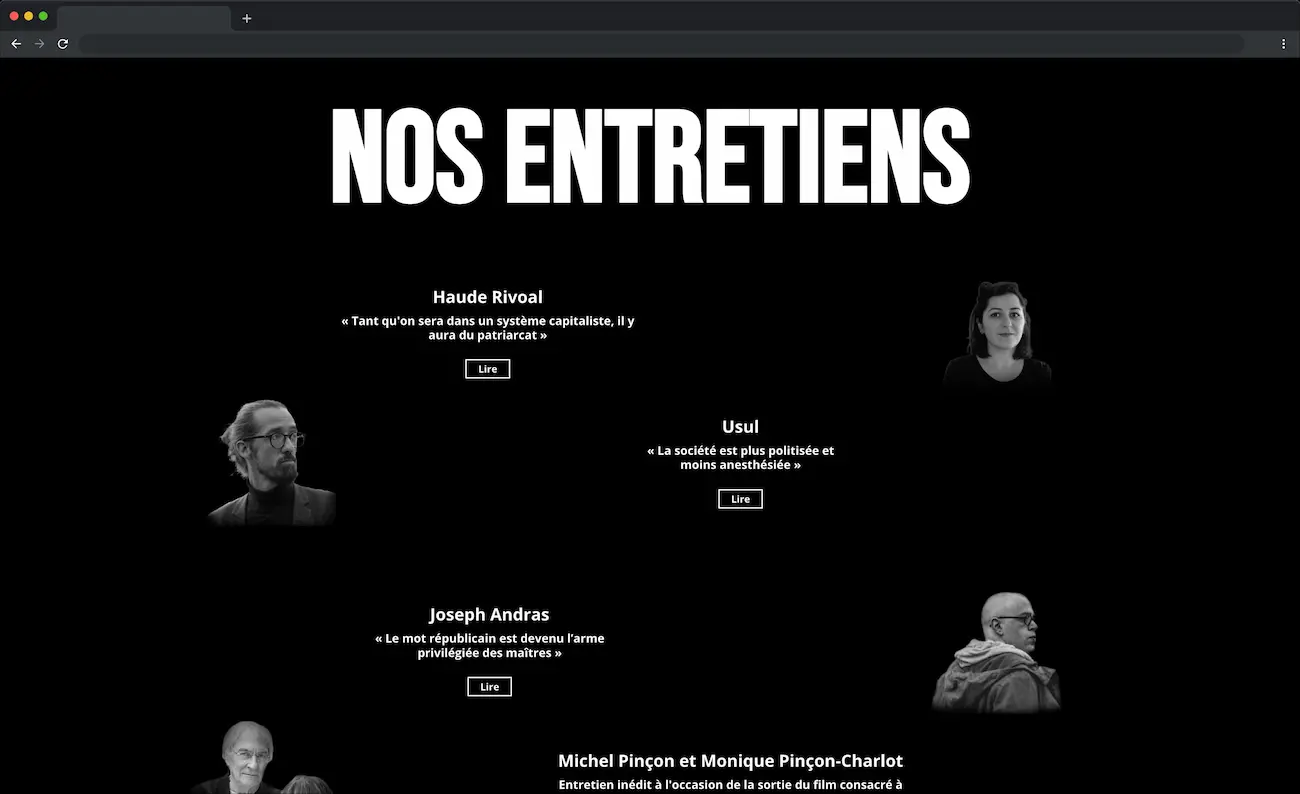 NOS ENTRETIENS
Haude Rivoal
« Tant qu'on sera dans un système capitaliste, il y
aura du patriarcat »
Lire
Usul
« La société est plus politisée et
moins anesthésiée »
Lire
Joseph Andras
« Le mot républicain est devenu l’arme
privilégiée des maîtres »
Lire
Michel Pinçon et Monique Pinçon-Charlot
Entretien inédit à l'occasion de la sortie du film consacré à